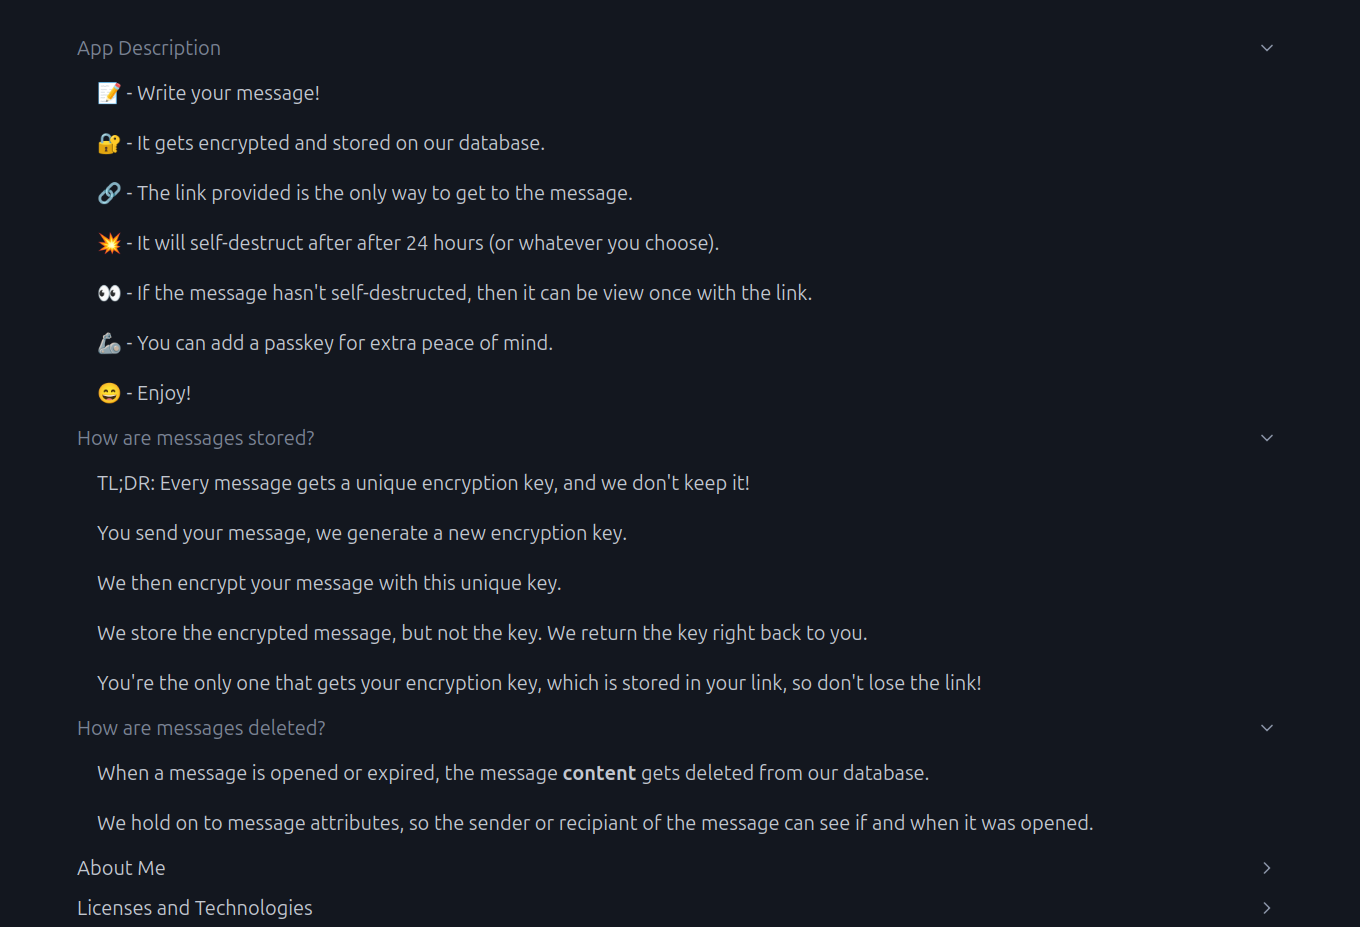 App Description
📝 - Write your message!
🔐 - It gets encrypted and stored on our database.
🔗 - The link provided is the only way to get to the message.
💥 - It will self-destruct after after 24 hours (or whatever you choose).
👀 - If the message hasn't self-destructed, then it can be view once with the link.
🦾 - You can add a passkey for extra peace of mind.
😄 - Enjoy!
How are messages stored?
TL;DR: Every message gets a unique encryption key, and we don't keep it!
You send your message, we generate a new encryption key.
We then encrypt your message with this unique key.
We store the encrypted message, but not the key. We return the key right back to you.
You're the only one that gets your encryption key, which is stored in your link, so don't lose the link!
How are messages deleted?
When a message is opened or expired, the message content gets deleted from our database.
We hold on to message attributes, so the sender or recipiant of the message can see if and when it was opened.
About Me
Licenses and Technologies